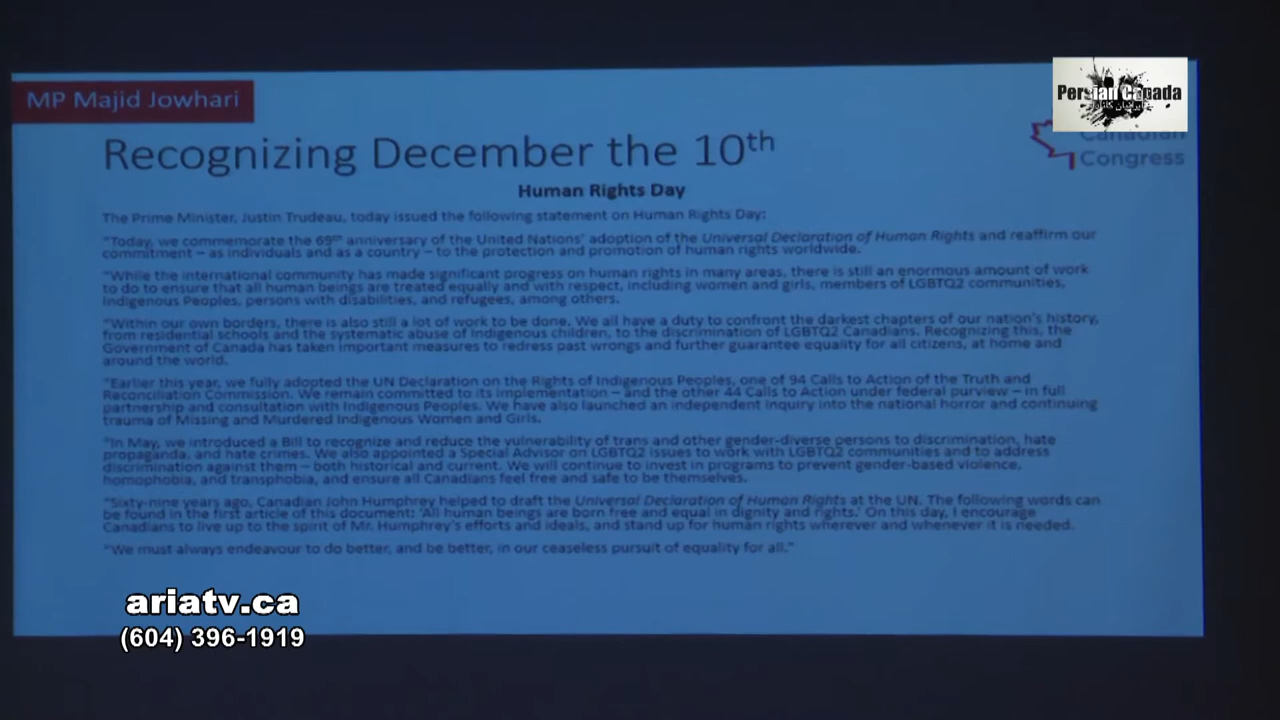 MP Majid Jowhari
Persian Canada
ایرانیان کانادا
Canadian
Congress
Recognizing December the 10th
Human Rights Day
The Prime Minister, Justin Trudeau, today issued the following statement on Human Rights Day:
"Today, we commemorate the 69th anniversary of the United Nations' adoption of the Universal Declaration of Human Rights and reaffirm our
commitment – as individuals and as a country – to the protection and promotion of human rights worldwide.
"While the international community has made significant progress on human rights in many areas, there is still an enormous amount of work
to do to ensure that all human beings are treated equally and with respect, including women and girls, members of LGBTQ2 communities,
Indigenous Peoples, persons with disabilities, and refugees, among others.
"Within our own borders, there is also still a lot of work to be done. We all have a duty to confront the darkest chapters of our nation's history,
from residential schools and the systematic abuse of Indigenous children, to the discrimination of LGBTQ2 Canadians. Recognizing this, the
Government of Canada has taken important measures to redress past wrongs and further guarantee equality for all citizens, at home and
around the world.
"Earlier this year, we fully adopted the UN Declaration on the Rights of Indigenous Peoples, one of 94 Calls to Action of the Truth and
Reconciliation Commission. We remain committed to its implementation – and the other 44 Calls to Action under federal purview – in full
partnership and consultation with Indigenous Peoples. We have also launched an independent inquiry into the national horror and continuing
trauma of Missing and Murdered Indigenous Women and Girls.
"In May, we introduced a Bill to recognize and reduce the vulnerability of trans and other gender-diverse persons to discrimination, hate
propaganda, and hate crimes. We also appointed a Special Advisor on LGBTQ2 issues to work with LGBTQ2 communities and to address
discrimination against them – both historical and current. We will continue to invest in programs to prevent gender-based violence,
homophobia, and transphobia, and ensure all Canadians feel free and safe to be themselves.
"Sixty-nine years ago, Canadian John Humphrey helped to draft the Universal Declaration of Human Rights at the UN. The following words can
be found in the first article of this document: 'All human beings are born free and equal in dignity and rights.' On this day, I encourage
Canadians to live up to the spirit of Mr. Humphrey's efforts and ideals, and stand up for human rights wherever and whenever it is needed.
"We must always endeavour to do better, and be better, in our ceaseless pursuit of equality for all."
ariatv.ca
(604) 396-1919